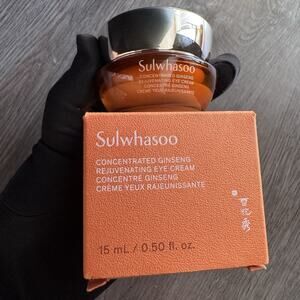 Sulwhasoo
CONCENTRATED GINSENG
REJUVENATING EYE CREAM
CONCENTRÉ GINSENG
CRÈME YEUX RAJEUNISSANTE
Sulwhasoo
CONCENTRATED GINSENG
REJUVENATING EYE CREAM
CONCENTRE GINSENG
CRÈME YEUX RAJEUNISSANTE
15 mL / 0.50 fl. oz.